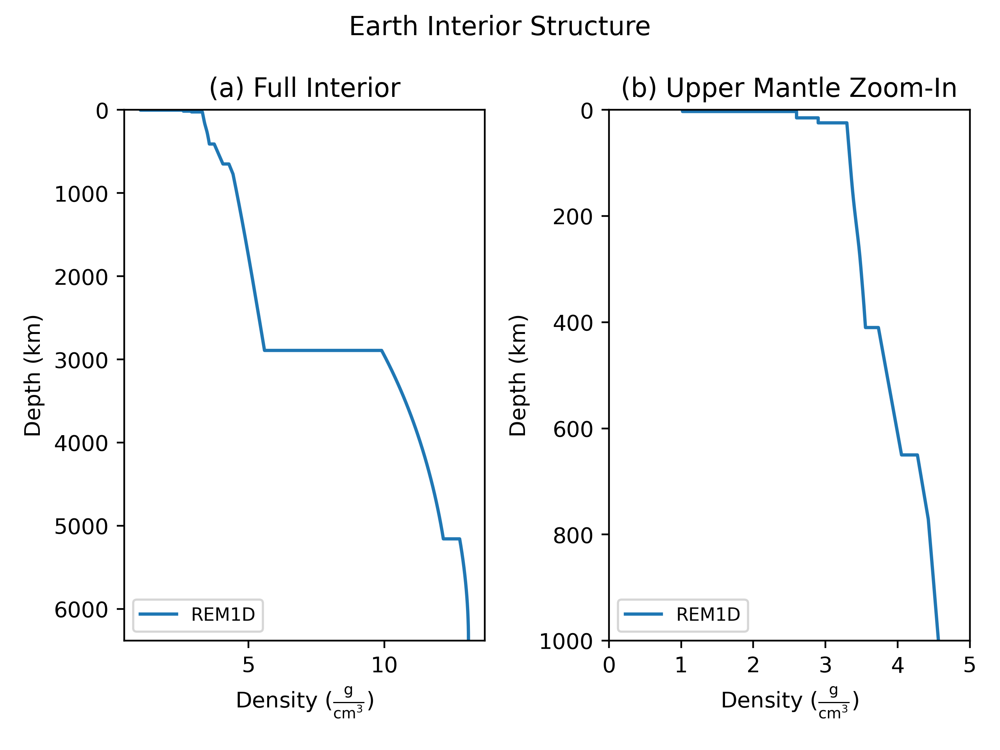 Earth Interior Structure
(a) Full Interior
0
1000
2000
3000
4000
5000
6000
Depth (km)
REM1D
5 10
Density (g/cm³)
(b) Upper Mantle Zoom-In
0
200
400
600
800
1000
Depth (km)
REM1D
0 1 2 3 4 5
Density (g/cm³)